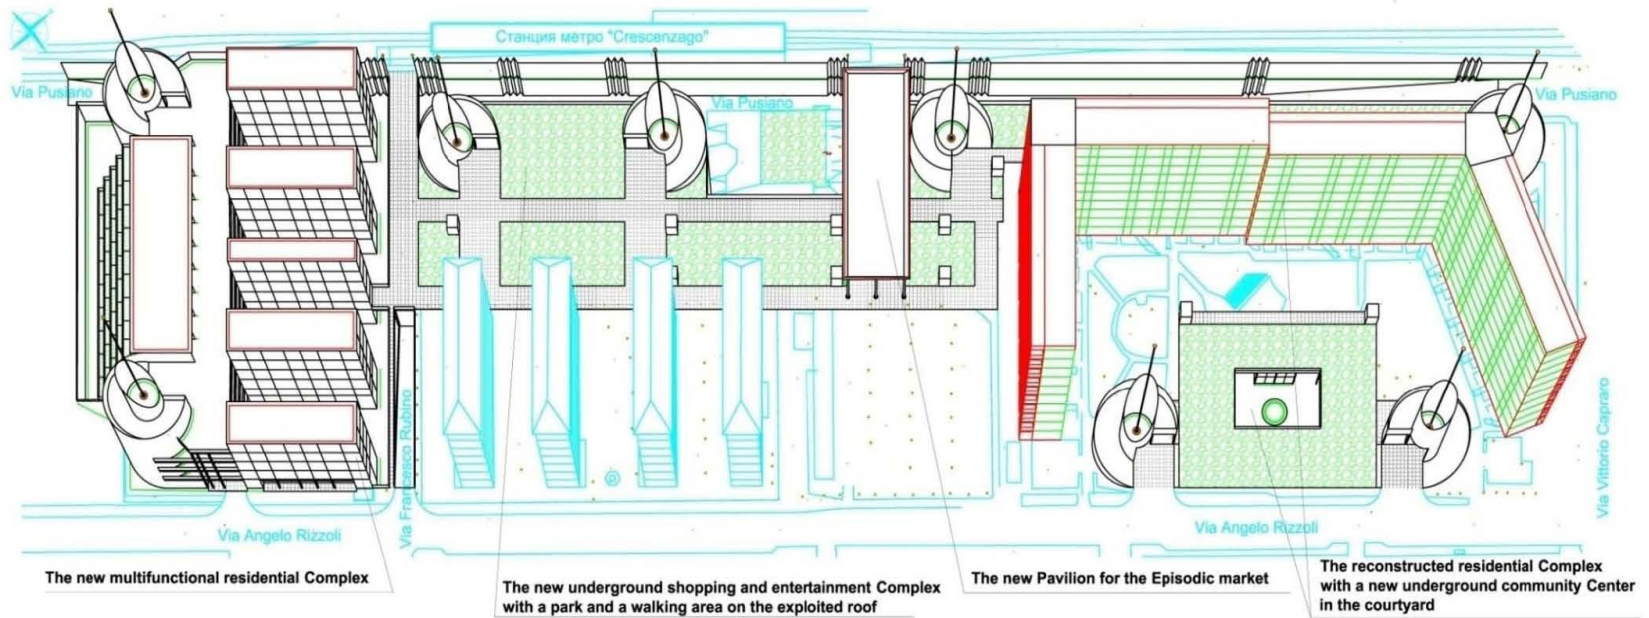 Станция метро "Crescenzago"
Via Pusiano
Via Pusiano
Via Pusiano
Via Francesco Rubino
Via Vittorio Capraro
Via Angelo Rizzoli
Via Angelo Rizzoli
The new multifunctional residential Complex
The new underground shopping and entertainment Complex
with a park and a walking area on the exploited roof
The new Pavilion for the Episodic market
The reconstructed residential Complex
with a new underground community Center
in the courtyard